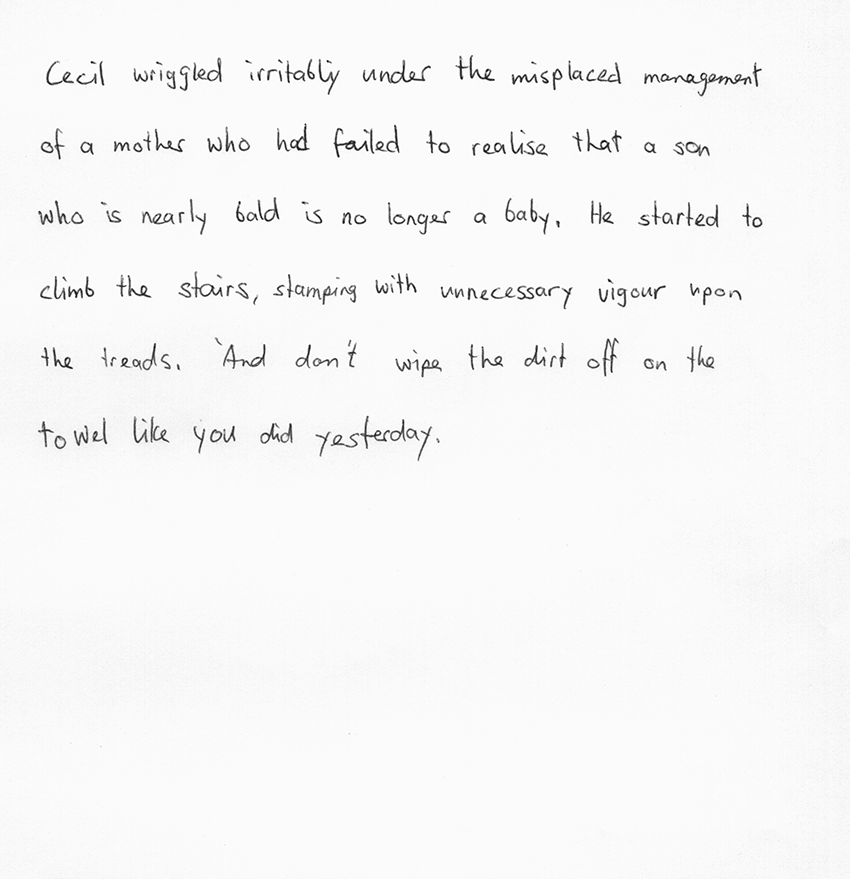 Cecil wriggled irritably under the misplaced management
of a mother who had failed to realise that a son
who is nearly bald is no longer a baby. He started to
climb the stairs, stamping with unnecessary vigour upon
the treads. 'And don't wipe the dirt off on the
towel like you did yesterday.